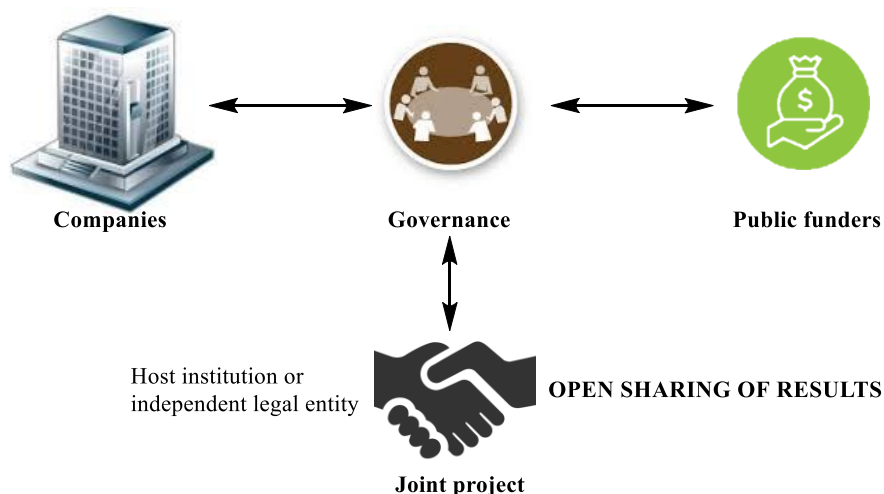 $
Companies
Governance
Public funders
Host institution or
independent legal entity
OPEN SHARING OF RESULTS
Joint project